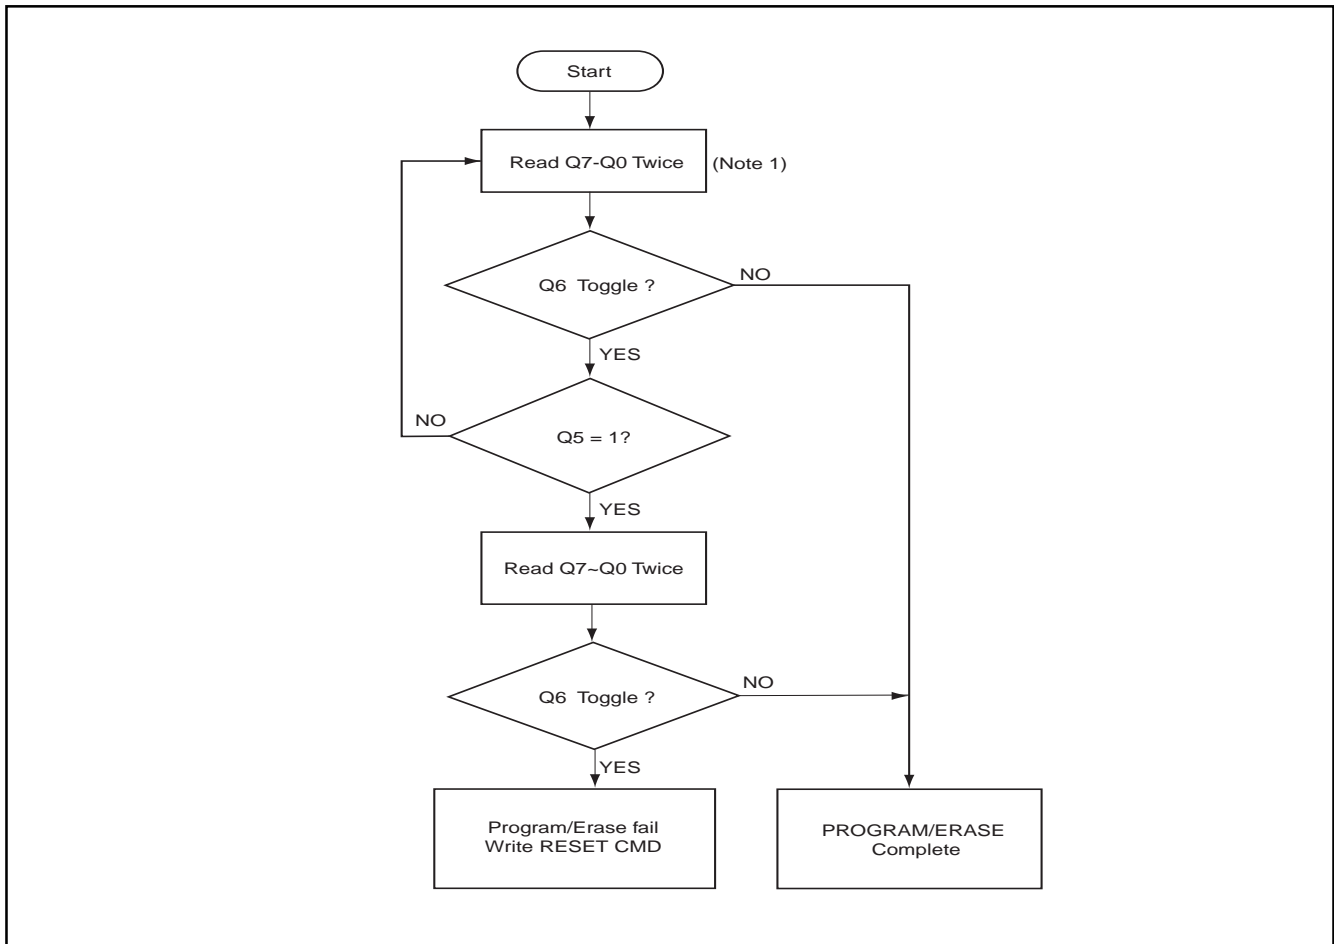 Start
Read Q7-Q0 Twice
(Note 1)
Q6 Toggle ?
NO
YES
NO
Q5 = 1?
YES
Read Q7~Q0 Twice
Q6 Toggle ?
NO
YES
Program/Erase fail
Write RESET CMD
PROGRAM/ERASE
Complete